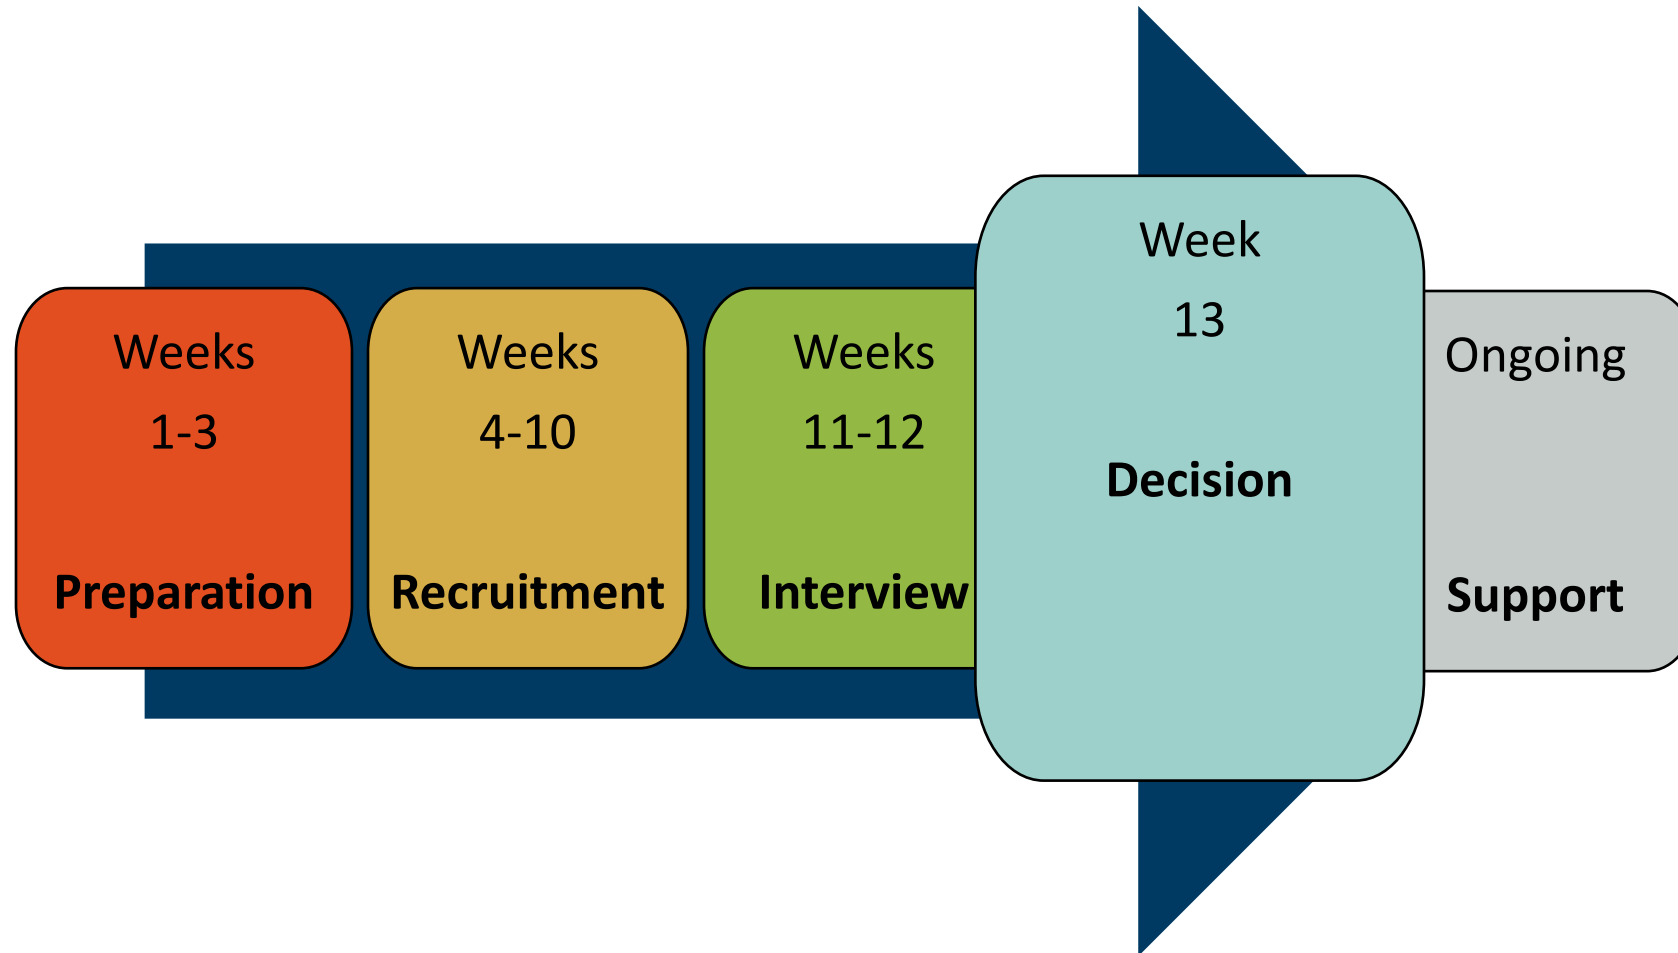 Weeks
1-3
Preparation
Weeks
4-10
Recruitment
Weeks
11-12
Interview
Week
13
Decision
Ongoing
Support